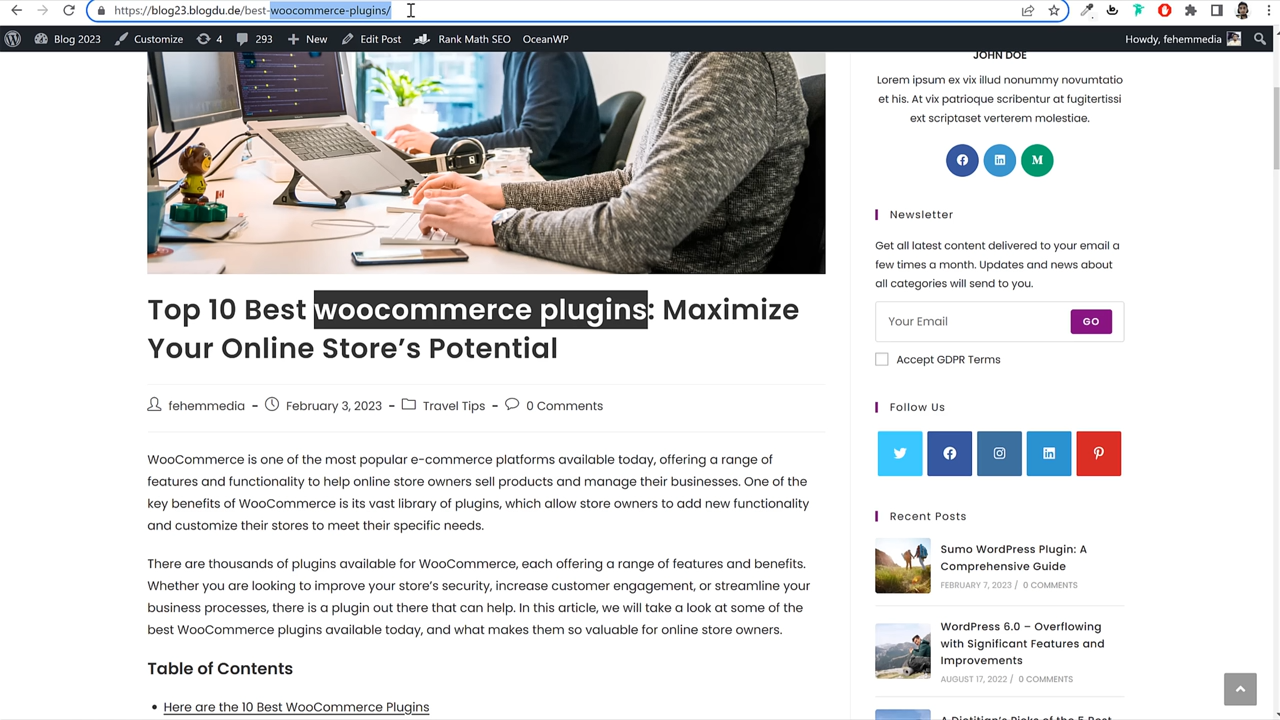 https://blog23.blogdu.de/best-woocommerce-plugins/
Blog 2023
Customize
4
293
New
Edit Post
Rank Math SEO
OceanWP
Howdy, fehemmedia
Top 10 Best woocommerce plugins: Maximize
Your Online Store’s Potential
fehemmedia - February 3, 2023 - Travel Tips - 0 Comments
WooCommerce is one of the most popular e-commerce platforms available today, offering a range of
features and functionality to help online store owners sell products and manage their businesses. One of the
key benefits of WooCommerce is its vast library of plugins, which allow store owners to add new functionality
and customize their stores to meet their specific needs.
There are thousands of plugins available for WooCommerce, each offering a range of features and benefits.
Whether you are looking to improve your store’s security, increase customer engagement, or streamline your
business processes, there is a plugin out there that can help. In this article, we will take a look at some of the
best WooCommerce plugins available today, and what makes them so valuable for online store owners.
Table of Contents
• Here are the 10 Best WooCommerce Plugins
JOHN DOE
Lorem ipsum ex vix illud nonummy novumtatio
et his. At vix patrioque scribentur at fugitertissi
ext scriptaset verterem molestiae.
Newsletter
Get all latest content delivered to your email a
few times a month. Updates and news about
all categories will send to you.
Your Email
GO
Accept GDPR Terms
Follow Us
Recent Posts
Sumo WordPress Plugin: A
Comprehensive Guide
FEBRUARY 7, 2023 / 0 COMMENTS
WordPress 6.0 – Overflowing
with Significant Features and
Improvements
AUGUST 17, 2022 / 0 COMMENTS
A Dietitian's Picks of the 5 Best